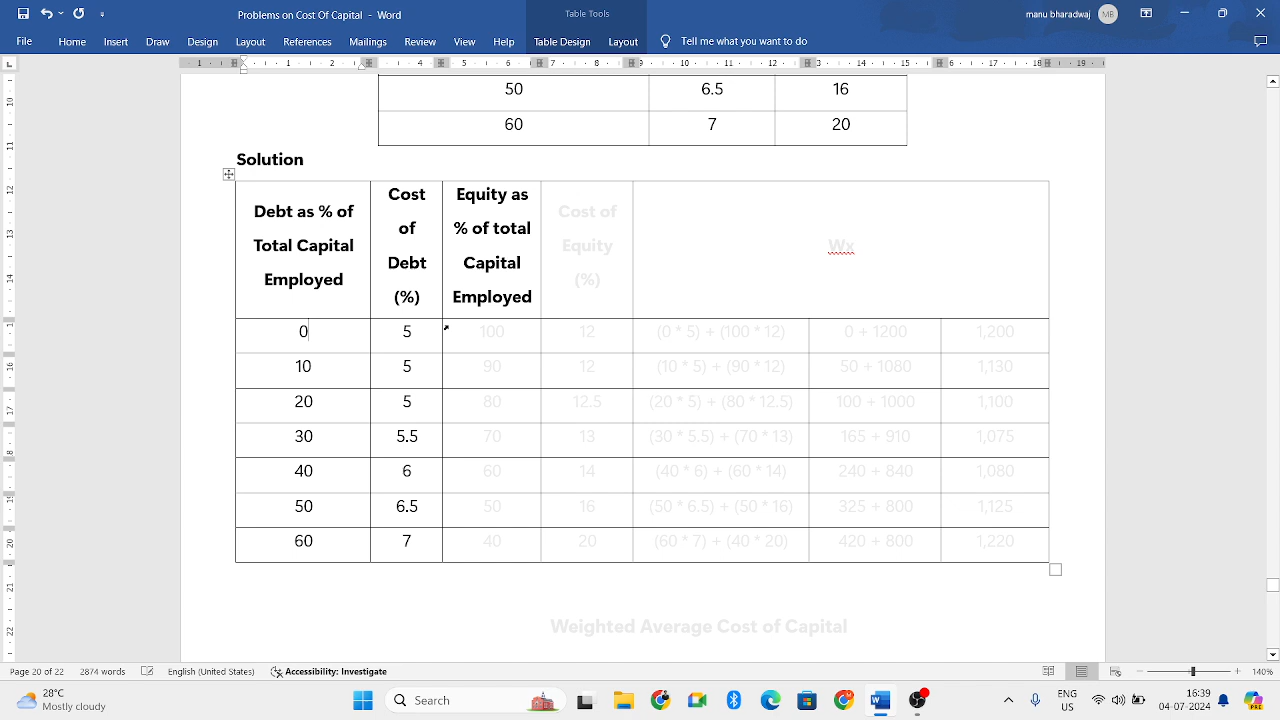 Problems on Cost of Capital - Word
Table Tools
manu bharadwaj MB
File Home Insert Draw Design Layout References Mailings Review View Help Table Design Layout Tell me what you want to do
50 6.5 16
60 7 20
Solution
Debt as % of Total Capital Employed
Cost of Debt (%)
Equity as % of total Capital Employed
Cost of Equity (%)
Wx
0 5 100 12 (0 * 5) + (100 * 12) 0 + 1200 1,200
10 5 90 12 (10 * 5) + (90 * 12) 50 + 1080 1,130
20 5 80 12.5 (20 * 5) + (80 * 12.5) 100 + 1000 1,100
30 5.5 70 13 (30 * 5.5) + (70 * 13) 165 + 910 1,075
40 6 60 14 (40 * 6) + (60 * 14) 240 + 840 1,080
50 6.5 50 16 (50 * 6.5) + (50 * 16) 325 + 800 1,125
60 7 40 20 (60 * 7) + (40 * 20) 420 + 800 1,220
Weighted Average Cost of Capital
Page 20 of 22 2874 words English (United States) Accessibility: Investigate 140%
28°C
Mostly cloudy
Search
ENG
US
16:39
04-07-2024